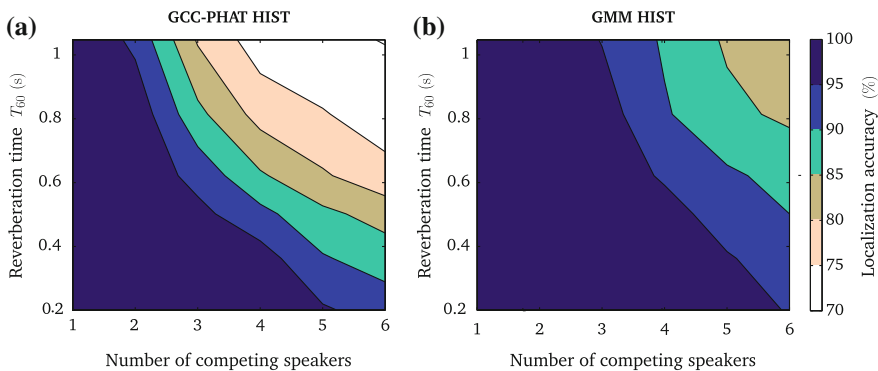 (a)
GCC-PHAT HIST
1
0.8
0.6
0.4
0.2
Reverberation time T60 (s)
1 2 3 4 5 6
Number of competing speakers
(b)
GMM HIST
1
0.8
0.6
0.4
0.2
Reverberation time T60 (s)
1 2 3 4 5 6
Number of competing speakers
100
95
90
85
80
75
70
Localization accuracy (%)